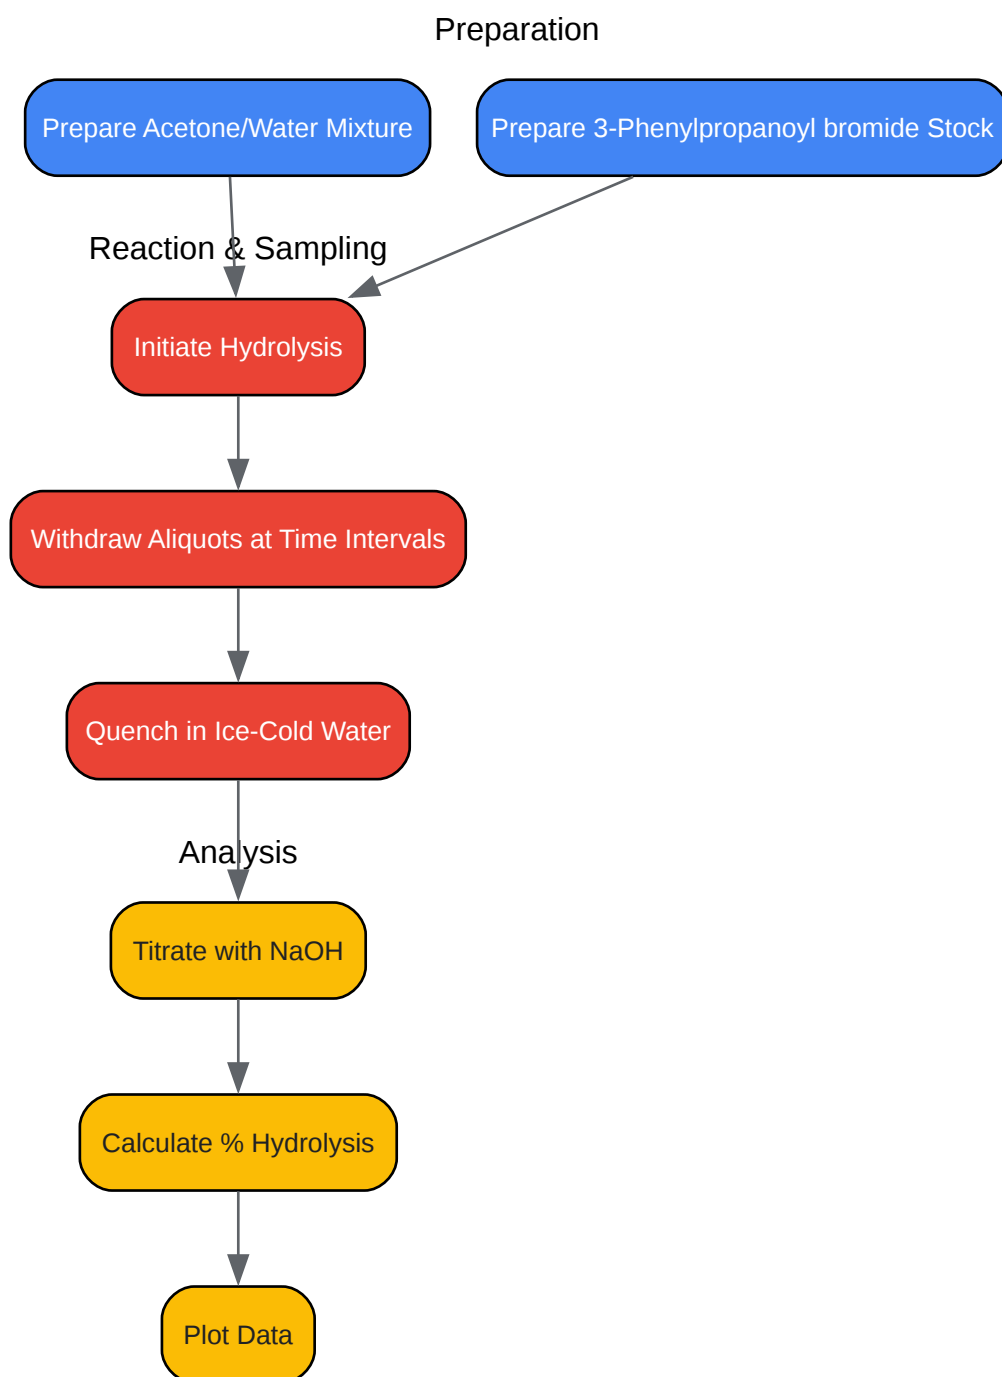 Preparation
Prepare Acetone/Water Mixture
Prepare 3-Phenylpropanoyl bromide Stock
Reaction & Sampling
Initiate Hydrolysis
Withdraw Aliquots at Time Intervals
Quench in Ice-Cold Water
Analysis
Titrate with NaOH
Calculate % Hydrolysis
Plot Data